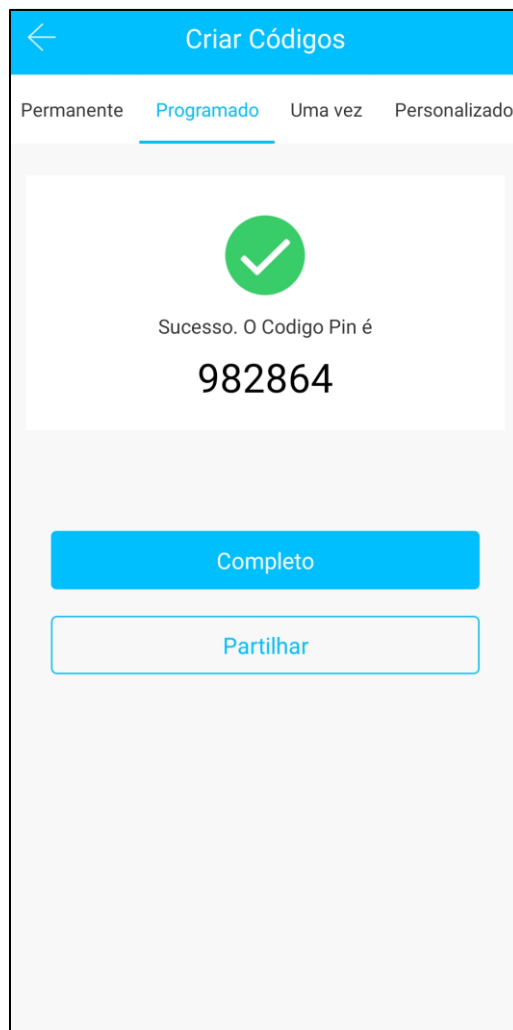 Criar Códigos
Permanente Programado Uma vez Personalizado
Sucesso. O Codigo Pin é
982864
Completo
Partilhar